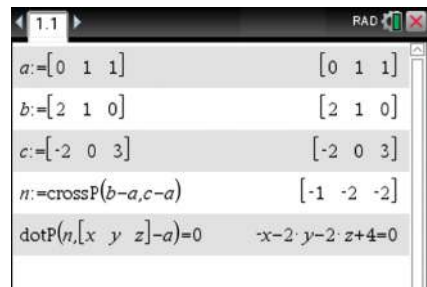 1.1 RAD
a:=[0 1 1] [0 1 1]
b:=[2 1 0] [2 1 0]
c:=[-2 0 3] [-2 0 3]
n:=crossP(b-a,c-a) [-1 -2 -2]
dotP(n,[x y z]-a)=0 -x-2·y-2·z+4=0